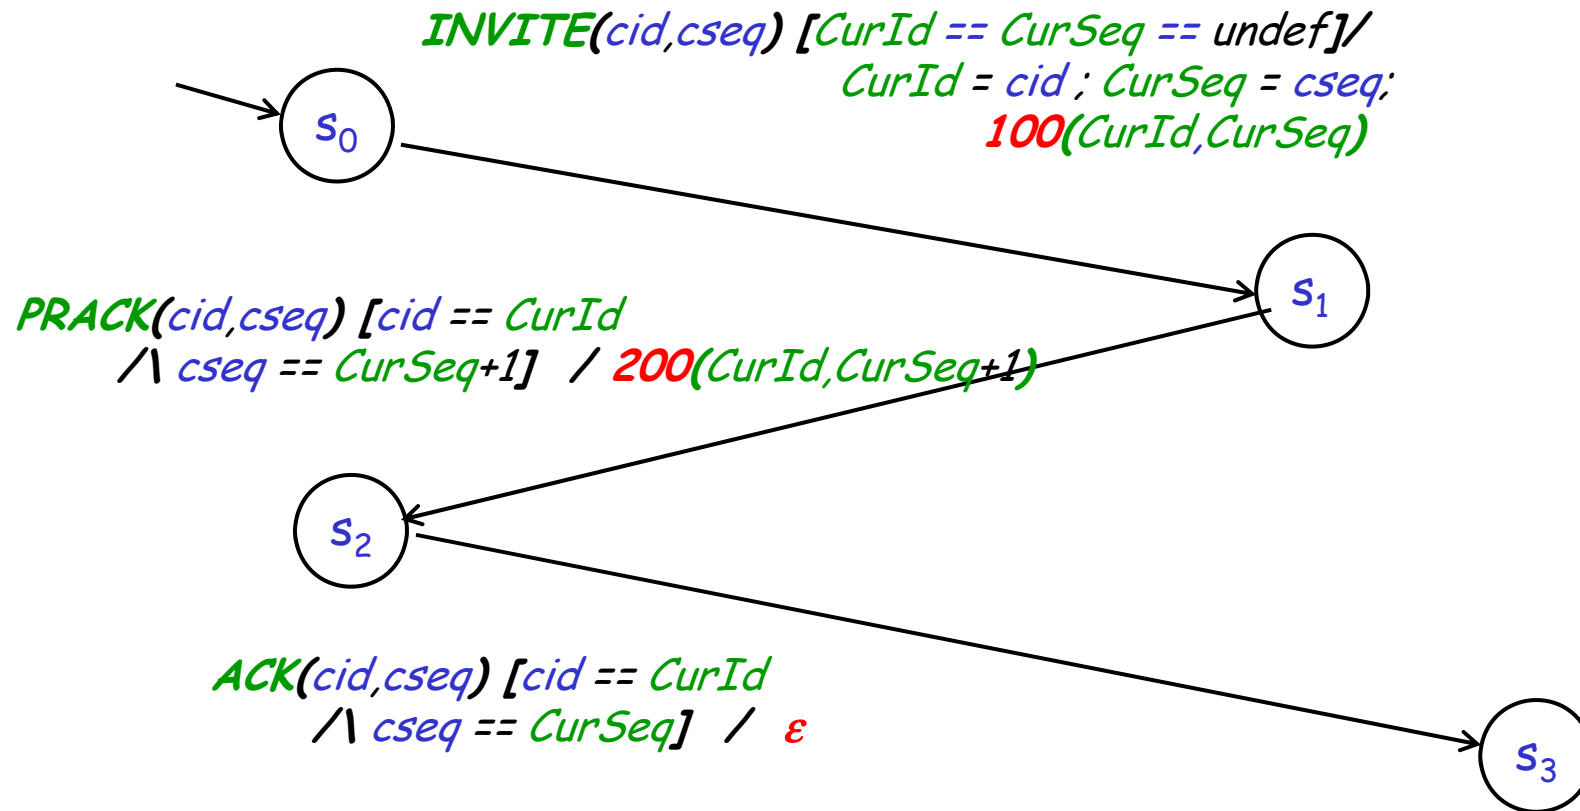 INVITE(cid,cseq) [CurId == CurSeq == undef]/
CurId = cid ; CurSeq = cseq;
100(CurId,CurSeq)
s₀
s₁
PRACK(cid,cseq) [cid == CurId
/\ cseq == CurSeq+1] / 200(CurId,CurSeq+1)
s₂
ACK(cid,cseq) [cid == CurId
/\ cseq == CurSeq] / ε
s₃